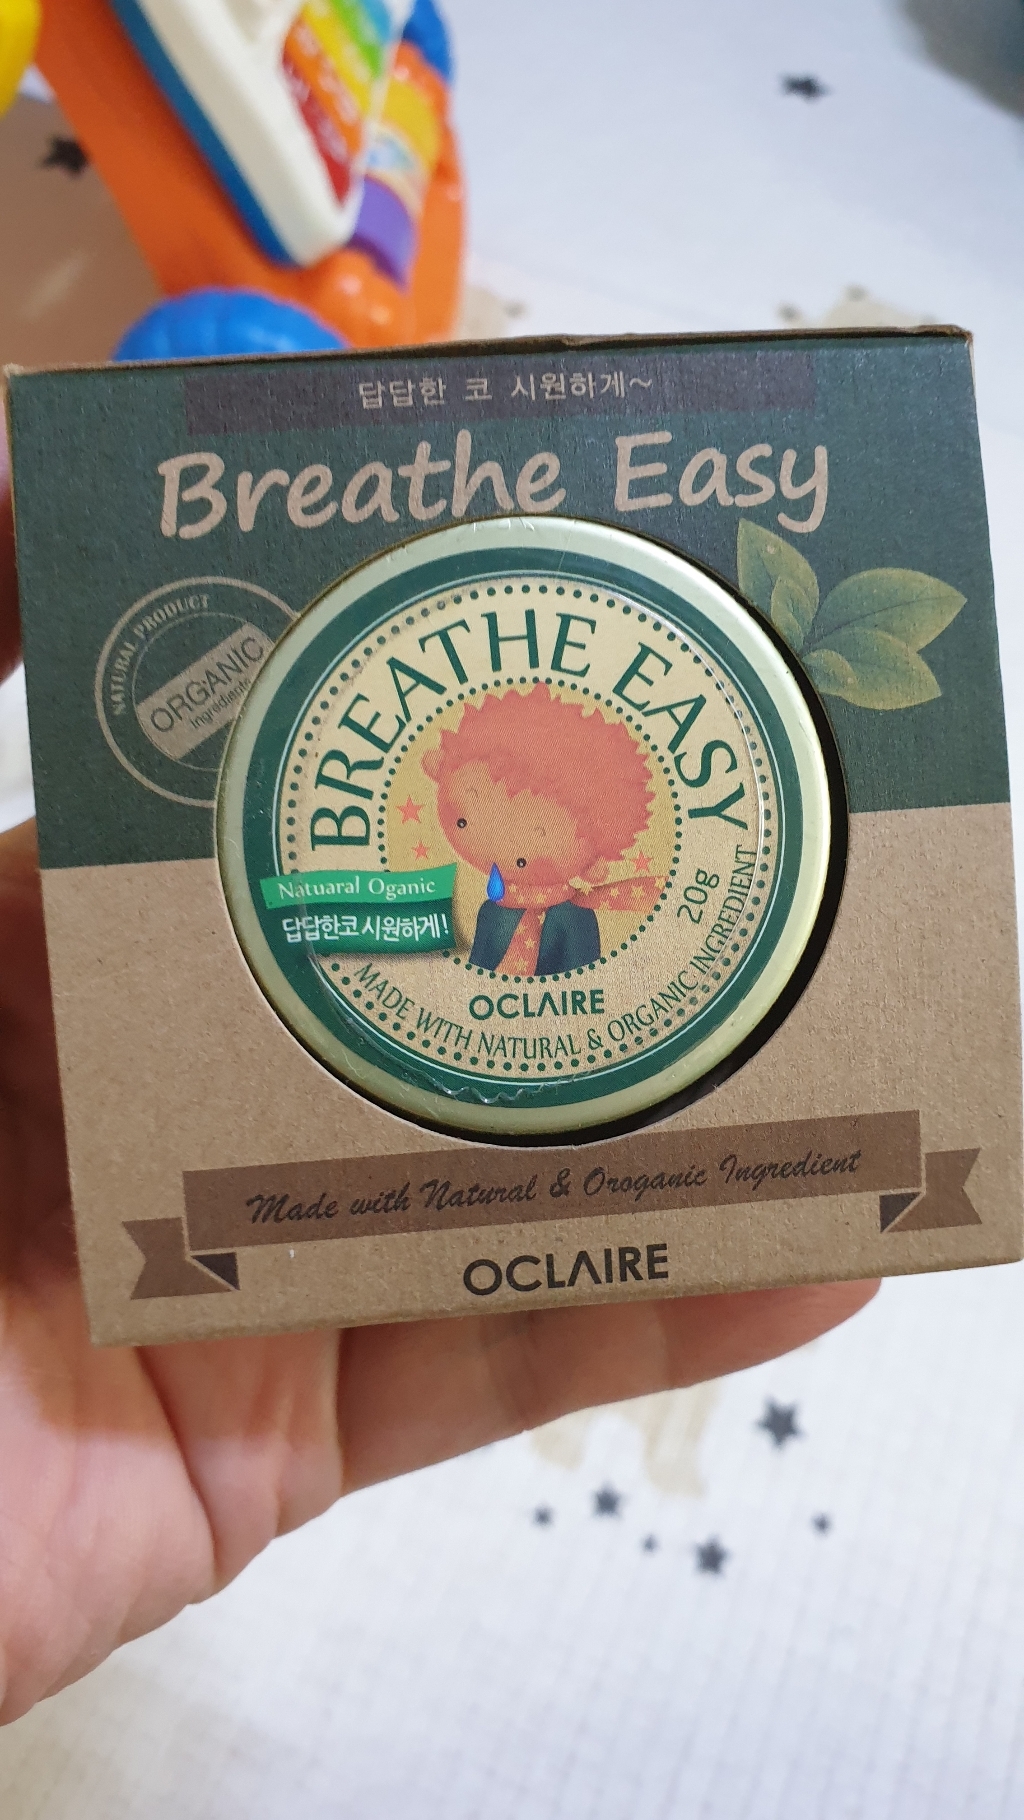 답답한 코 시원하게~
Breathe Easy
NATURAL PRODUCT
ORGANIC
Ingredients
BREATHE EASY
Natuaral Oganic
답답한코 시원하게!
20g
OCLAIRE
MADE WITH NATURAL & ORGANIC INGREDIENT
Made with Natural & Oroganic Ingredient
OCLAIRE